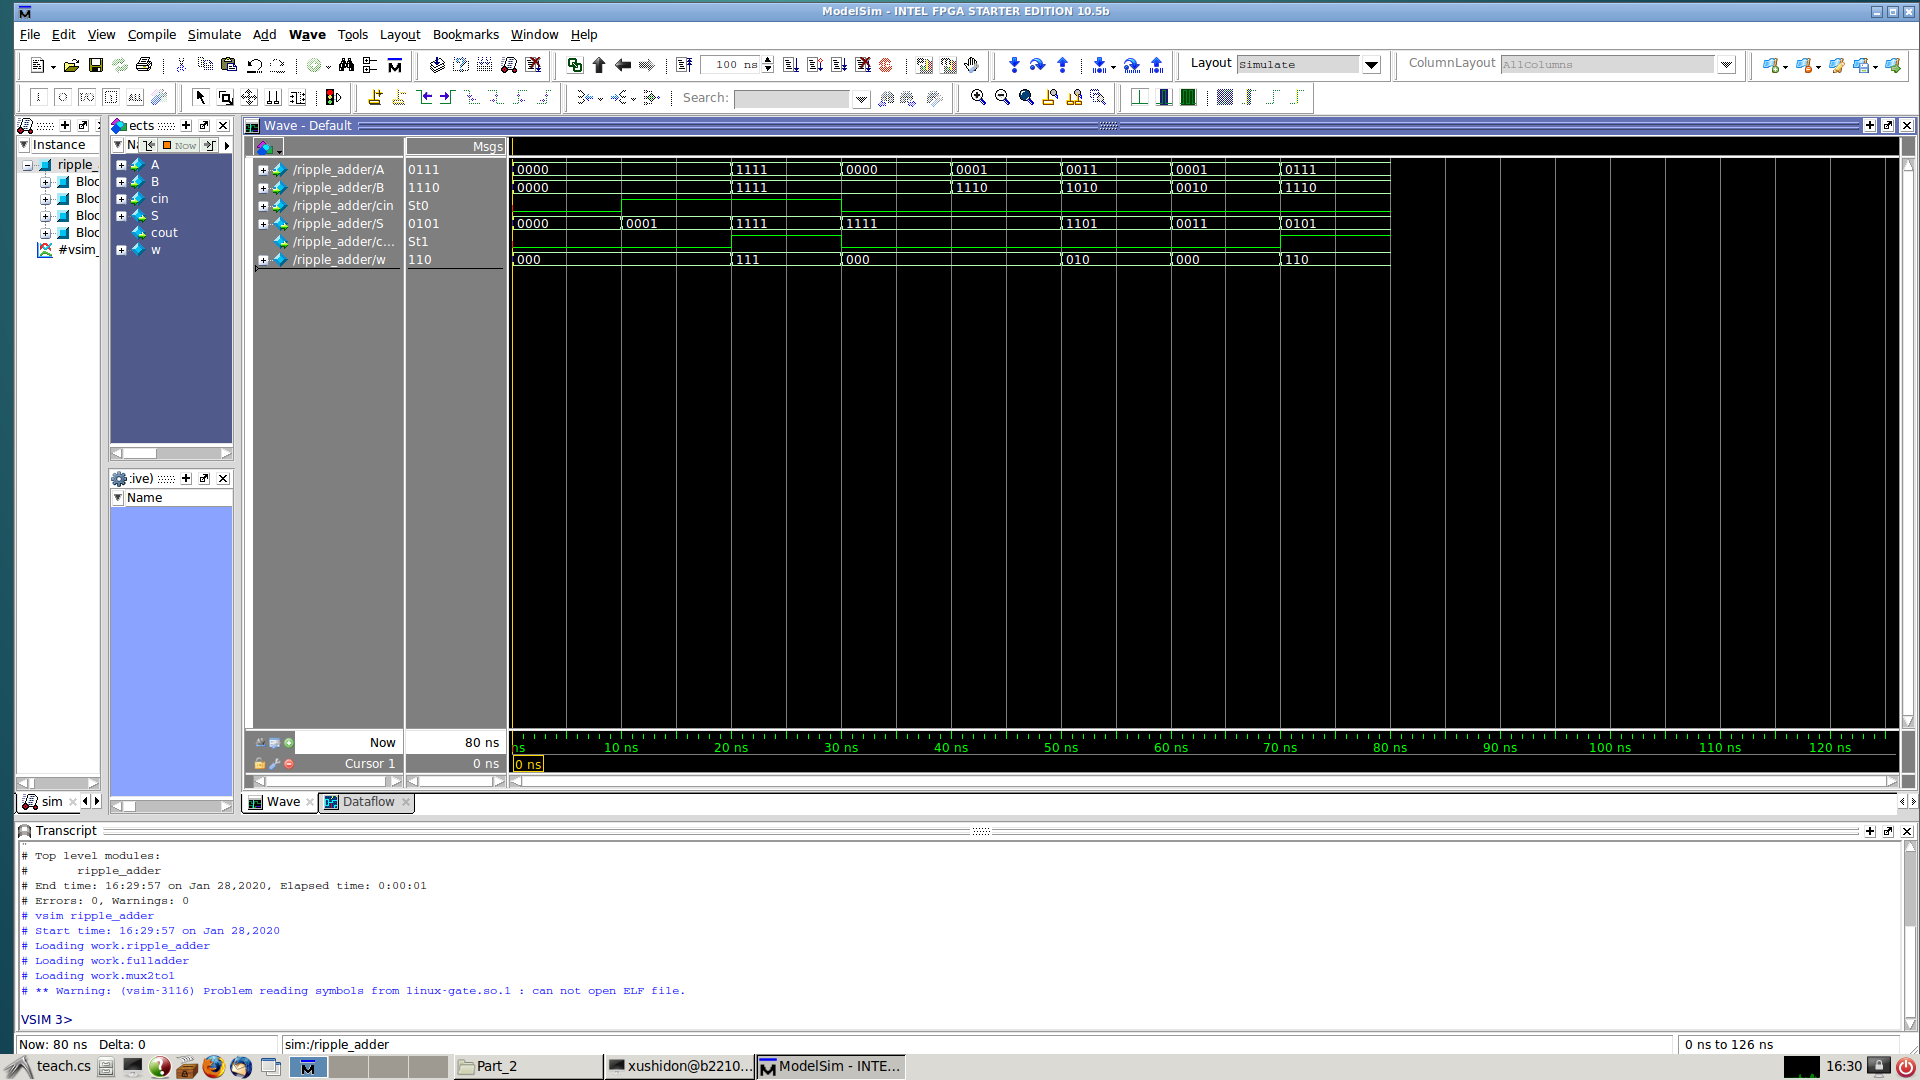 ModelSim - INTEL FPGA STARTER EDITION 10.5b
File Edit View Compile Simulate Add Wave Tools Layout Bookmarks Window Help
100 ns Layout Simulate ColumnLayout AllColumns
ALL Search:
ects Wave - Default
Instance Now Msgs
ripple_
Bloc
Bloc
Bloc
Bloc
#vsim_
A
B
cin
S
cout
w
/ripple_adder/A 0111 0000 1111 0000 0001 0011 0001 0111
/ripple_adder/B 1110 0000 1111 1110 1010 0010 1110
/ripple_adder/cin St0
/ripple_adder/S 0101 0000 0001 1111 1111 1101 0011 0101
/ripple_adder/c... St1
/ripple_adder/w 110 000 111 000 010 000 110
:ive)
Name
Now 80 ns ns 10 ns 20 ns 30 ns 40 ns 50 ns 60 ns 70 ns 80 ns 90 ns 100 ns 110 ns 120 ns
Cursor 1 0 ns 0 ns
sim Wave Dataflow
Transcript
# Top level modules:
# ripple_adder
# End time: 16:29:57 on Jan 28,2020, Elapsed time: 0:00:01
# Errors: 0, Warnings: 0
# vsim ripple_adder
# Start time: 16:29:57 on Jan 28,2020
# Loading work.ripple_adder
# Loading work.fulladder
# Loading work.mux2to1
# ** Warning: (vsim-3116) Problem reading symbols from linux-gate.so.1 : can not open ELF file.
VSIM 3>
Now: 80 ns Delta: 0 sim:/ripple_adder 0 ns to 126 ns
teach.cs Part_2 xushidon@b2210... ModelSim - INTE... 16:30